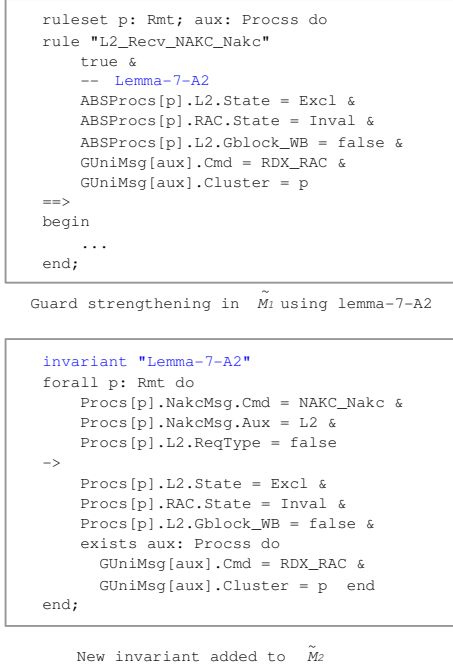 ruleset p: Rmt; aux: Procss do
rule "L2_Recv_NAKC_Nakc"
true &
-- Lemma-7-A2
ABSProcs[p].L2.State = Excl &
ABSProcs[p].RAC.State = Inval &
ABSProcs[p].L2.Gblock_WB = false &
GUniMsg[aux].Cmd = RDX_RAC &
GUniMsg[aux].Cluster = p
==>
begin
...
end;
Guard strengthening in M̃1 using lemma-7-A2
invariant "Lemma-7-A2"
forall p: Rmt do
Procs[p].NakcMsg.Cmd = NAKC_Nakc &
Procs[p].NakcMsg.Aux = L2 &
Procs[p].L2.ReqType = false
->
Procs[p].L2.State = Excl &
Procs[p].RAC.State = Inval &
Procs[p].L2.Gblock_WB = false &
exists aux: Procss do
GUniMsg[aux].Cmd = RDX_RAC &
GUniMsg[aux].Cluster = p end
end;
New invariant added to M̃2